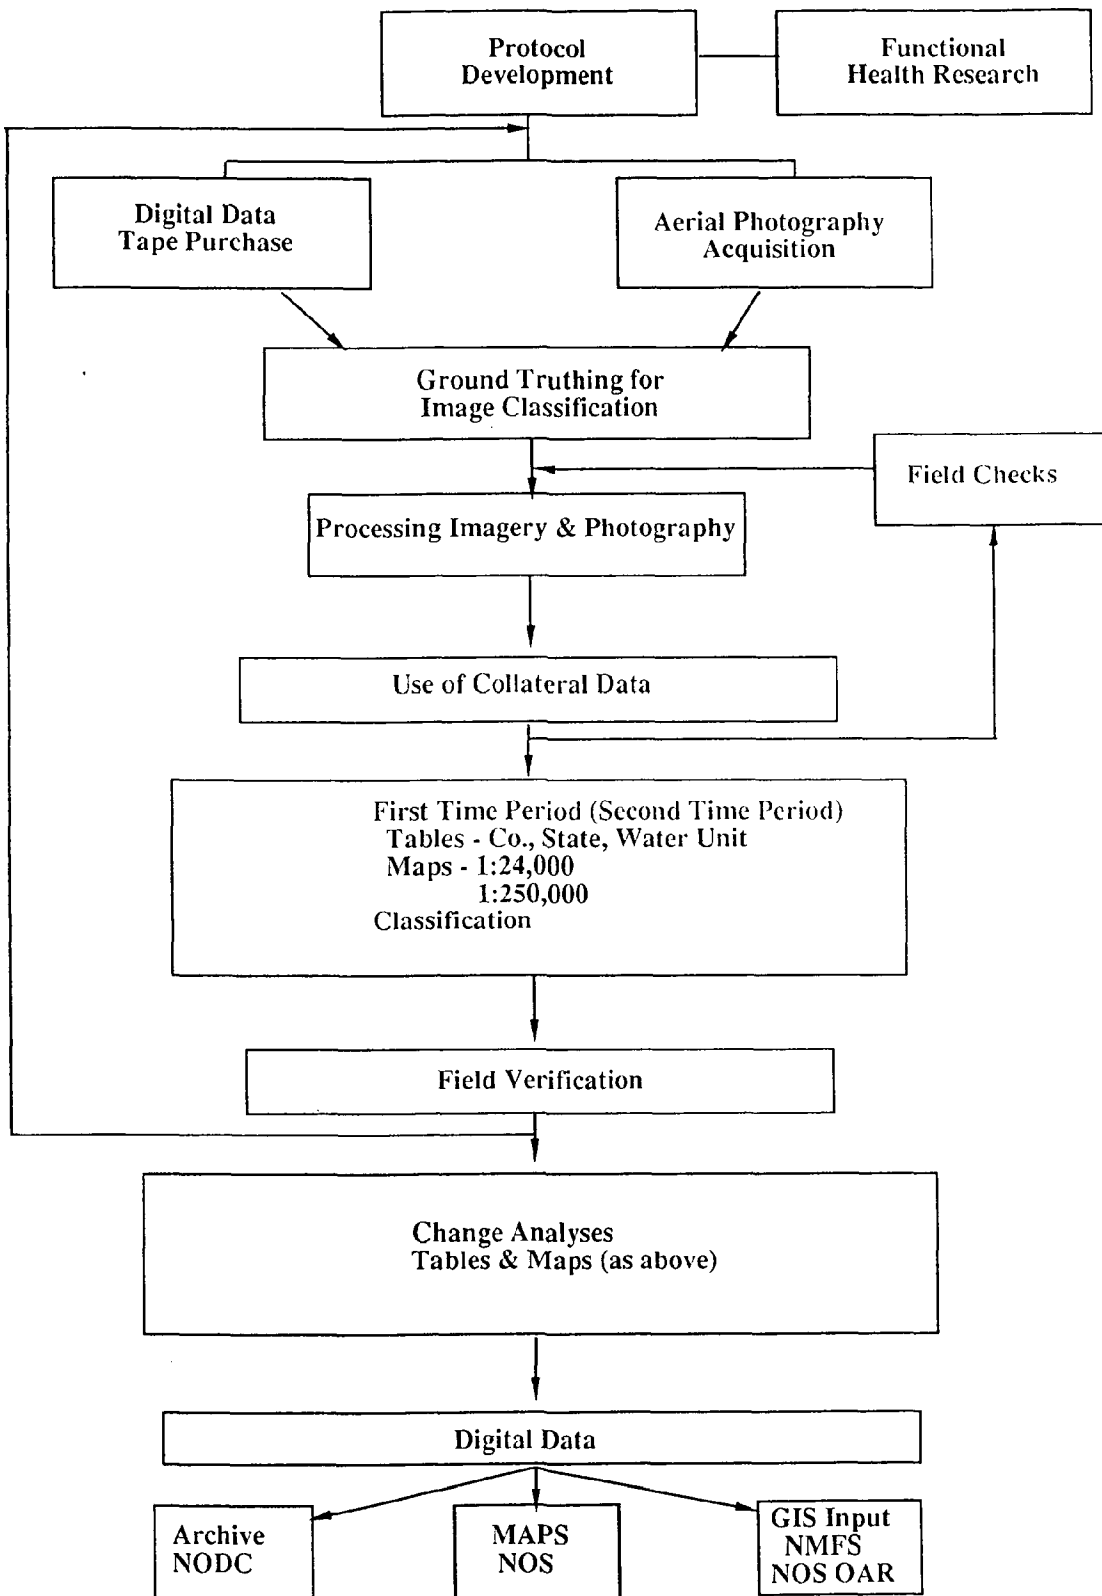 Protocol
Development
Functional
Health Research
Digital Data
Tape Purchase
Aerial Photography
Acquisition
Ground Truthing for
Image Classification
Field Checks
Processing Imagery & Photography
Use of Collateral Data
First Time Period (Second Time Period)
Tables - Co., State, Water Unit
Maps - 1:24,000
1:250,000
Classification
Field Verification
Change Analyses
Tables & Maps (as above)
Digital Data
Archive
NODC
MAPS
NOS
GIS Input
NMFS
NOS OAR